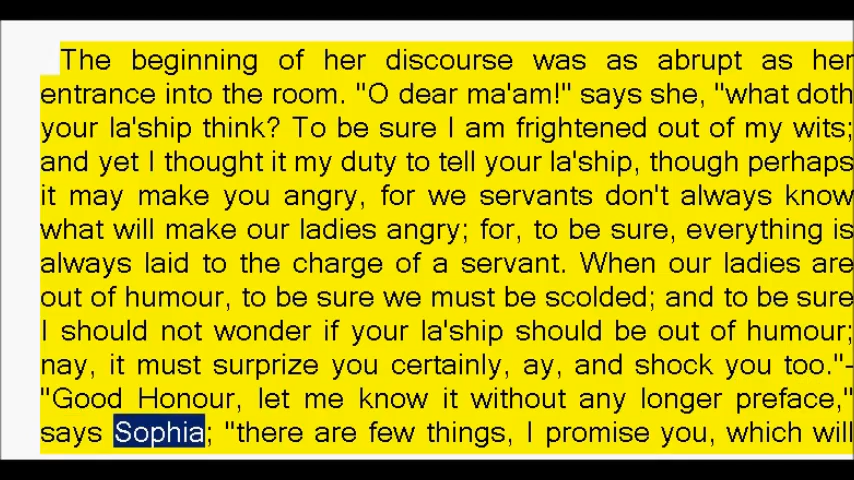 The beginning of her discourse was as abrupt as her
entrance into the room. "O dear ma'am!" says she, "what doth
your la'ship think? To be sure I am frightened out of my wits;
and yet I thought it my duty to tell your la'ship, though perhaps
it may make you angry, for we servants don't always know
what will make our ladies angry; for, to be sure, everything is
always laid to the charge of a servant. When our ladies are
out of humour, to be sure we must be scolded; and to be sure
I should not wonder if your la'ship should be out of humour;
nay, it must surprize you certainly, ay, and shock you too."-
"Good Honour, let me know it without any longer preface,"
says Sophia; "there are few things, I promise you, which will